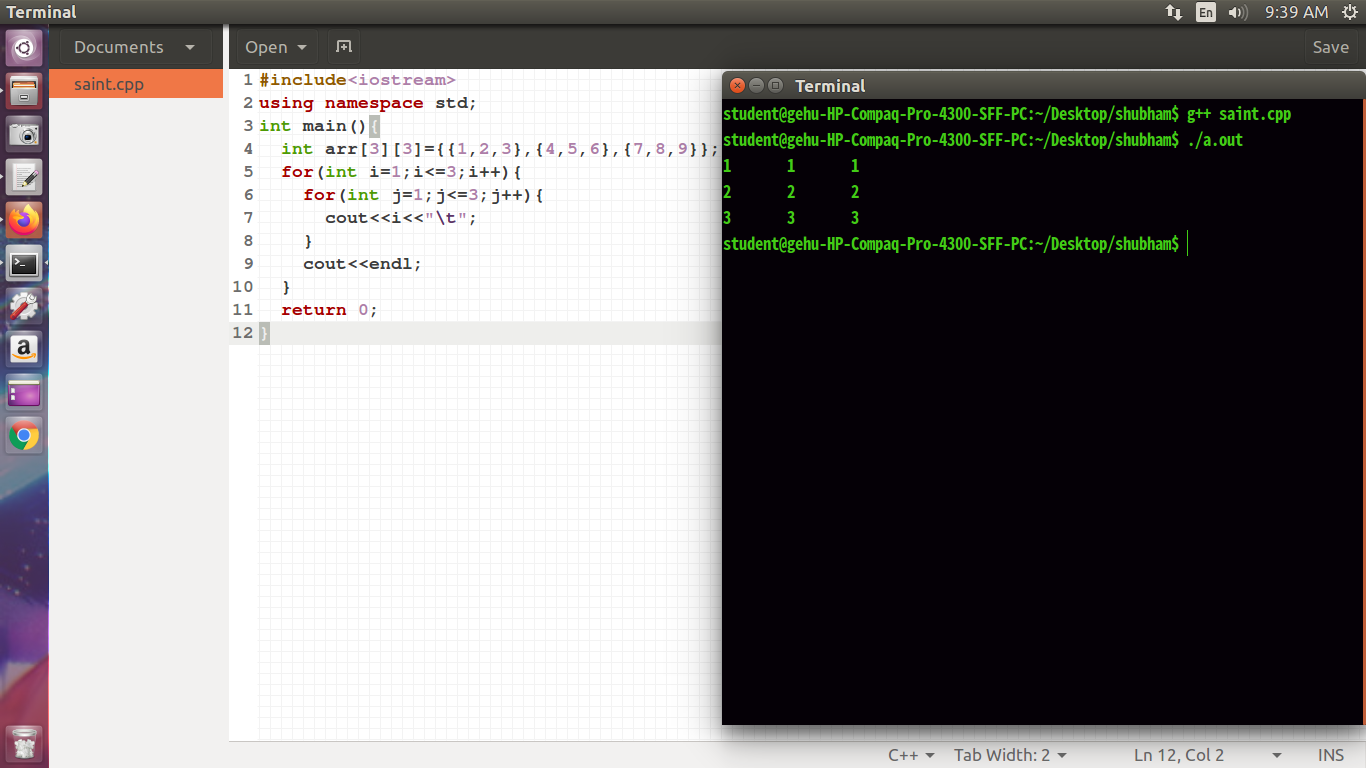 Terminal
En
9:39 AM
Documents
Open
Save
saint.cpp
1 #include<iostream>
2 using namespace std;
3 int main(){
4   int arr[3][3]={{1,2,3},{4,5,6},{7,8,9}};
5   for(int i=1;i<=3;i++){
6     for(int j=1;j<=3;j++){
7       cout<<i<<"\t";
8     }
9     cout<<endl;
10   }
11   return 0;
12 }
Terminal
student@gehu-HP-Compaq-Pro-4300-SFF-PC:~/Desktop/shubham$ g++ saint.cpp
student@gehu-HP-Compaq-Pro-4300-SFF-PC:~/Desktop/shubham$ ./a.out
1 1 1
2 2 2
3 3 3
student@gehu-HP-Compaq-Pro-4300-SFF-PC:~/Desktop/shubham$
a
C++ Tab Width: 2 Ln 12, Col 2 INS